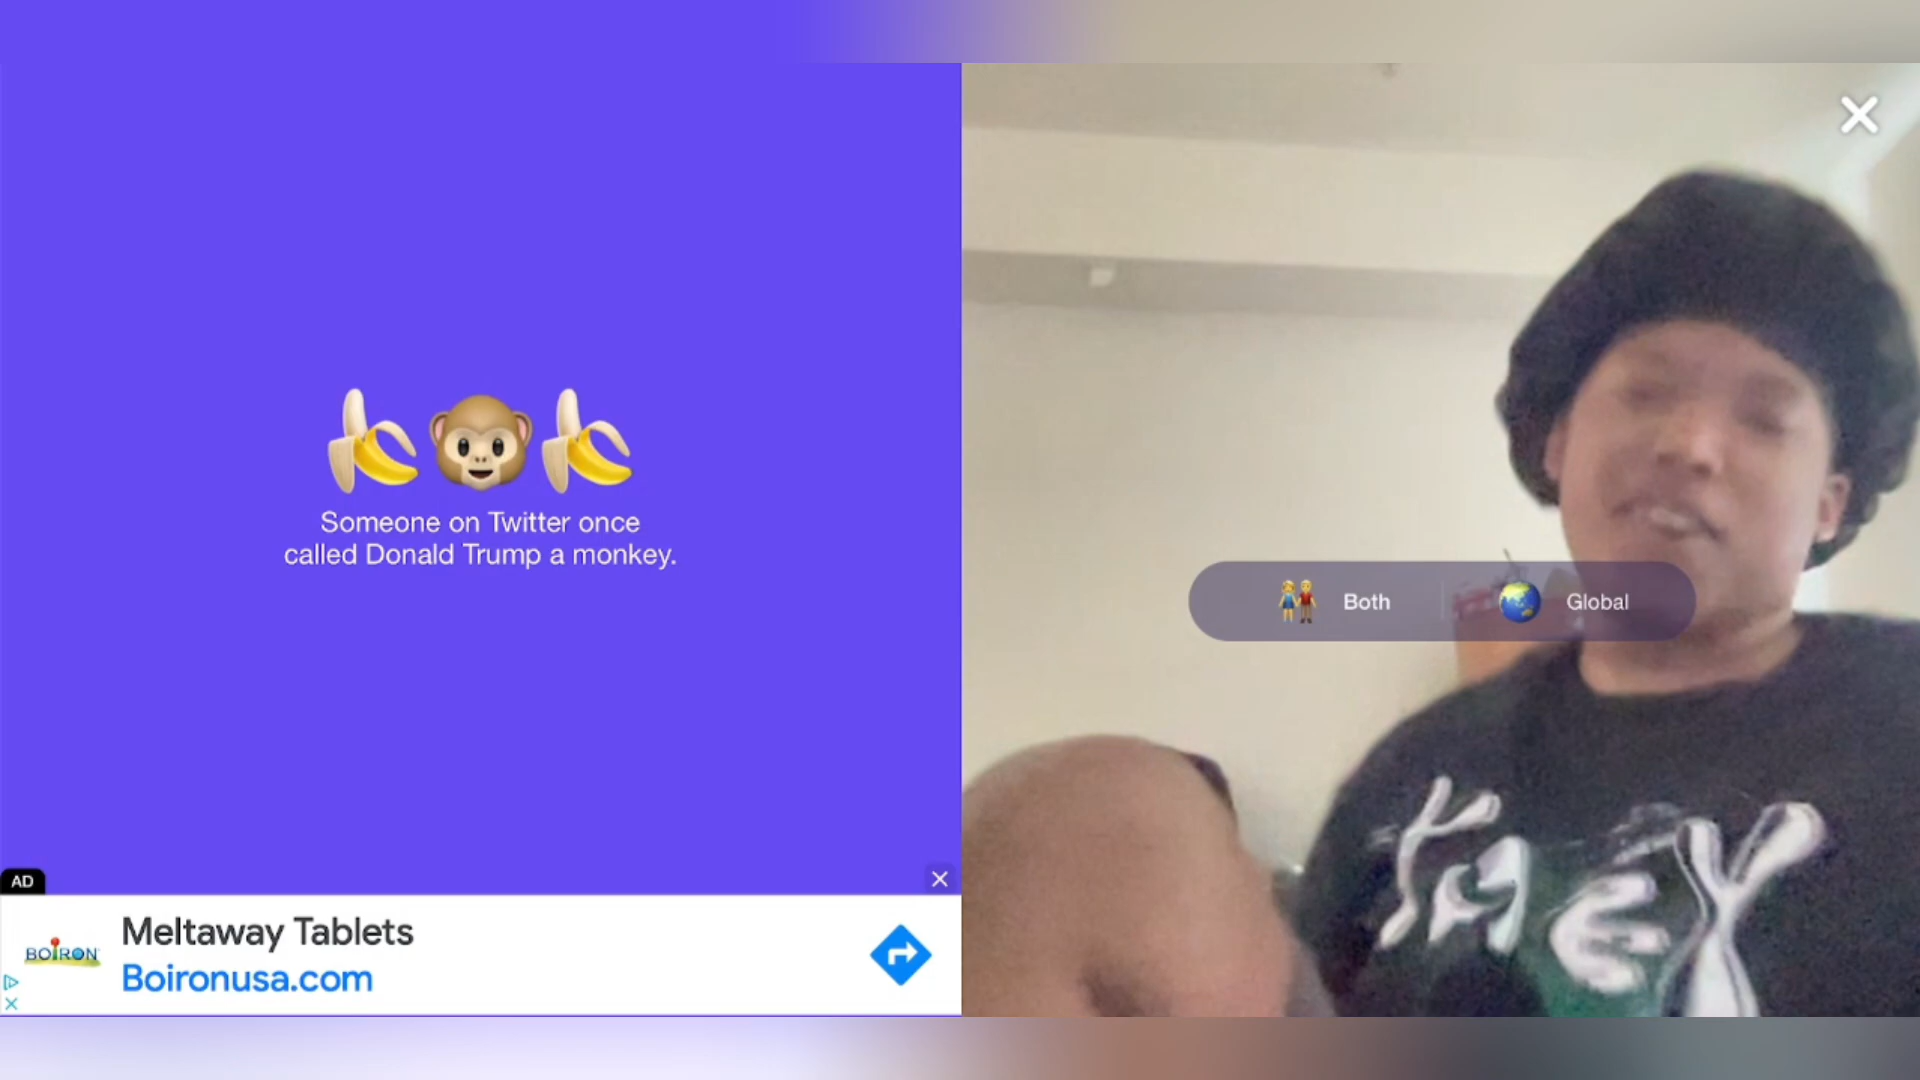 Someone on Twitter once
called Donald Trump a monkey.
AD
BOIRON
Meltaway Tablets
Boironusa.com
Both
Global